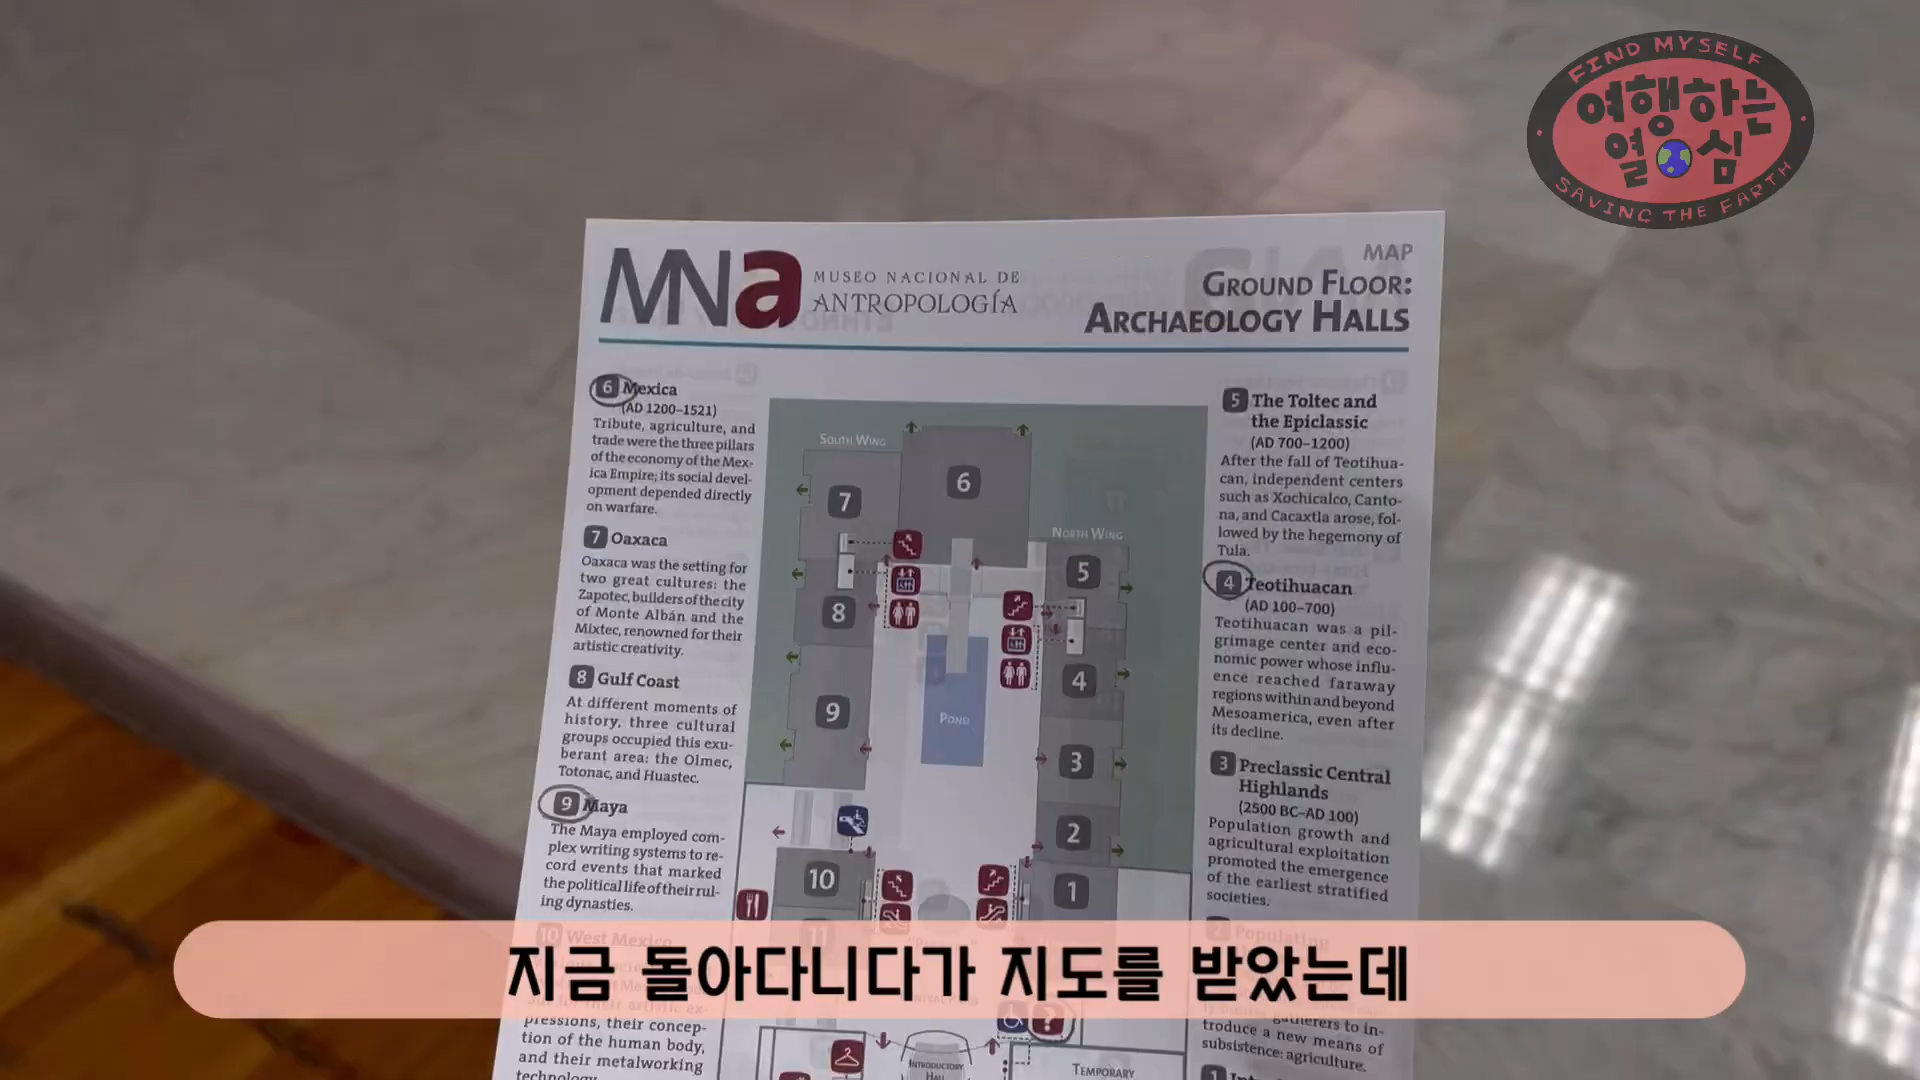 FIND MYSELF
여행하는
열심
SAVING THE EARTH
MNa
MUSEO NACIONAL DE
ANTROPOLOGÍA
MAP
GROUND FLOOR:
ARCHAEOLOGY HALLS
6 Mexica
(AD 1200–1521)
Tribute, agriculture, and
trade were the three pillars
of the economy of the Mex-
ica Empire; its social devel-
opment depended directly
on warfare.
7 Oaxaca
Oaxaca was the setting for
two great cultures: the
Zapotec, builders of the city
of Monte Albán and the
Mixtec, renowned for their
artistic creativity.
8 Gulf Coast
At different moments of
history, three cultural
groups occupied this exu-
berant area: the Olmec,
Totonac, and Huastec.
9 Maya
The Maya employed com-
plex writing systems to re-
cord events that marked
the political life of their rul-
ing dynasties.
10 West Mexico
pressions, their concep-
tion of the human body,
and their metalworking
technology.
SOUTH WING
6
7
NORTH WING
5
8
4
9
POND
3
2
10
1
11
INTRODUCTORY
HALL
TEMPORARY
5 The Toltec and
the Epiclassic
(AD 700–1200)
After the fall of Teotihua-
can, independent centers
such as Xochicalco, Canto-
na, and Cacaxtla arose, fol-
lowed by the hegemony of
Tula.
4 Teotihuacan
(AD 100–700)
Teotihuacan was a pil-
grimage center and eco-
nomic power whose influ-
ence reached faraway
regions within and beyond
Mesoamerica, even after
its decline.
3 Preclassic Central
Highlands
(2500 BC–AD 100)
Population growth and
agricultural exploitation
promoted the emergence
of the earliest stratified
societies.
2 Populating
gatherers to in-
troduce a new means of
subsistence: agriculture.
1
지금 돌아다니다가 지도를 받았는데